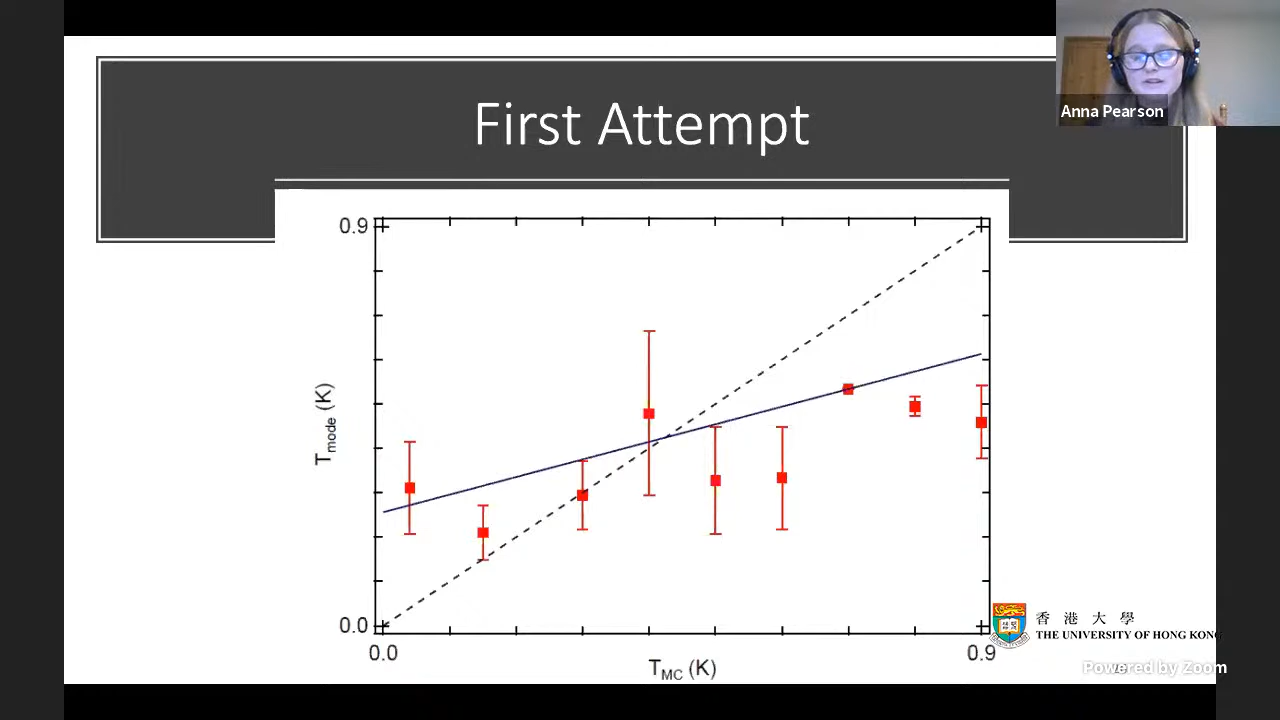 First Attempt
Anna Pearson
0.9
T_mode (K)
0.0
0.0
0.9
T_MC (K)
香港大學
THE UNIVERSITY OF HONG KONG
Powered by Zoom